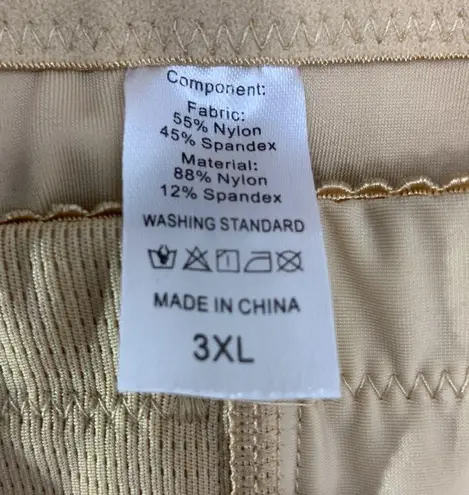 Component:
Fabric:
55% Nylon
45% Spandex
Material:
88% Nylon
12% Spandex
WASHING STANDARD
MADE IN CHINA
3XL